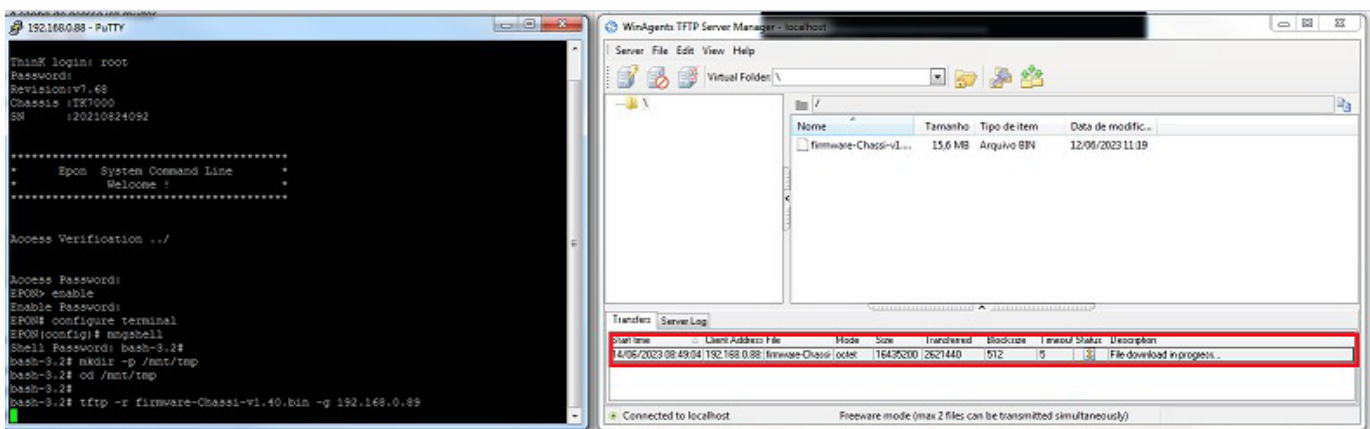 192.168.0.88 - PuTTY
ThinK login: root
Password:
Revision:v7.68
Chassis :TK7000
SN :20210824092
****************************************
* Epon System Command Line *
* Welcome ! *
****************************************
Access Verification ../
Access Password:
EPON> enable
Enable Password:
EPON# configure terminal
EPON(config)# mngshell
Shell Password: bash-3.2#
bash-3.2# mkdir -p /mnt/tmp
bash-3.2# cd /mnt/tmp
bash-3.2#
bash-3.2# tftp -r firmware-Chassi-v1.40.bin -g 192.168.0.89
WinAgents TFTP Server Manager - localhost
Server File Edit View Help
Virtual Folder: \
\
/
Nome Tamanho Tipo de item Data de modific...
firmware-Chassi-v1.... 15,6 MB Arquivo BIN 12/06/2023 11:19
Transfers Server Log
Start time Client Address File Mode Size Transferred Blocksize Timeout Status Description
14/06/2023 08:49:04 192.168.0.88: firmware-Chassi octet 16435200 2621440 512 5 File download in progress...
Connected to localhost Freeware mode (max 2 files can be transmitted simultaneously)